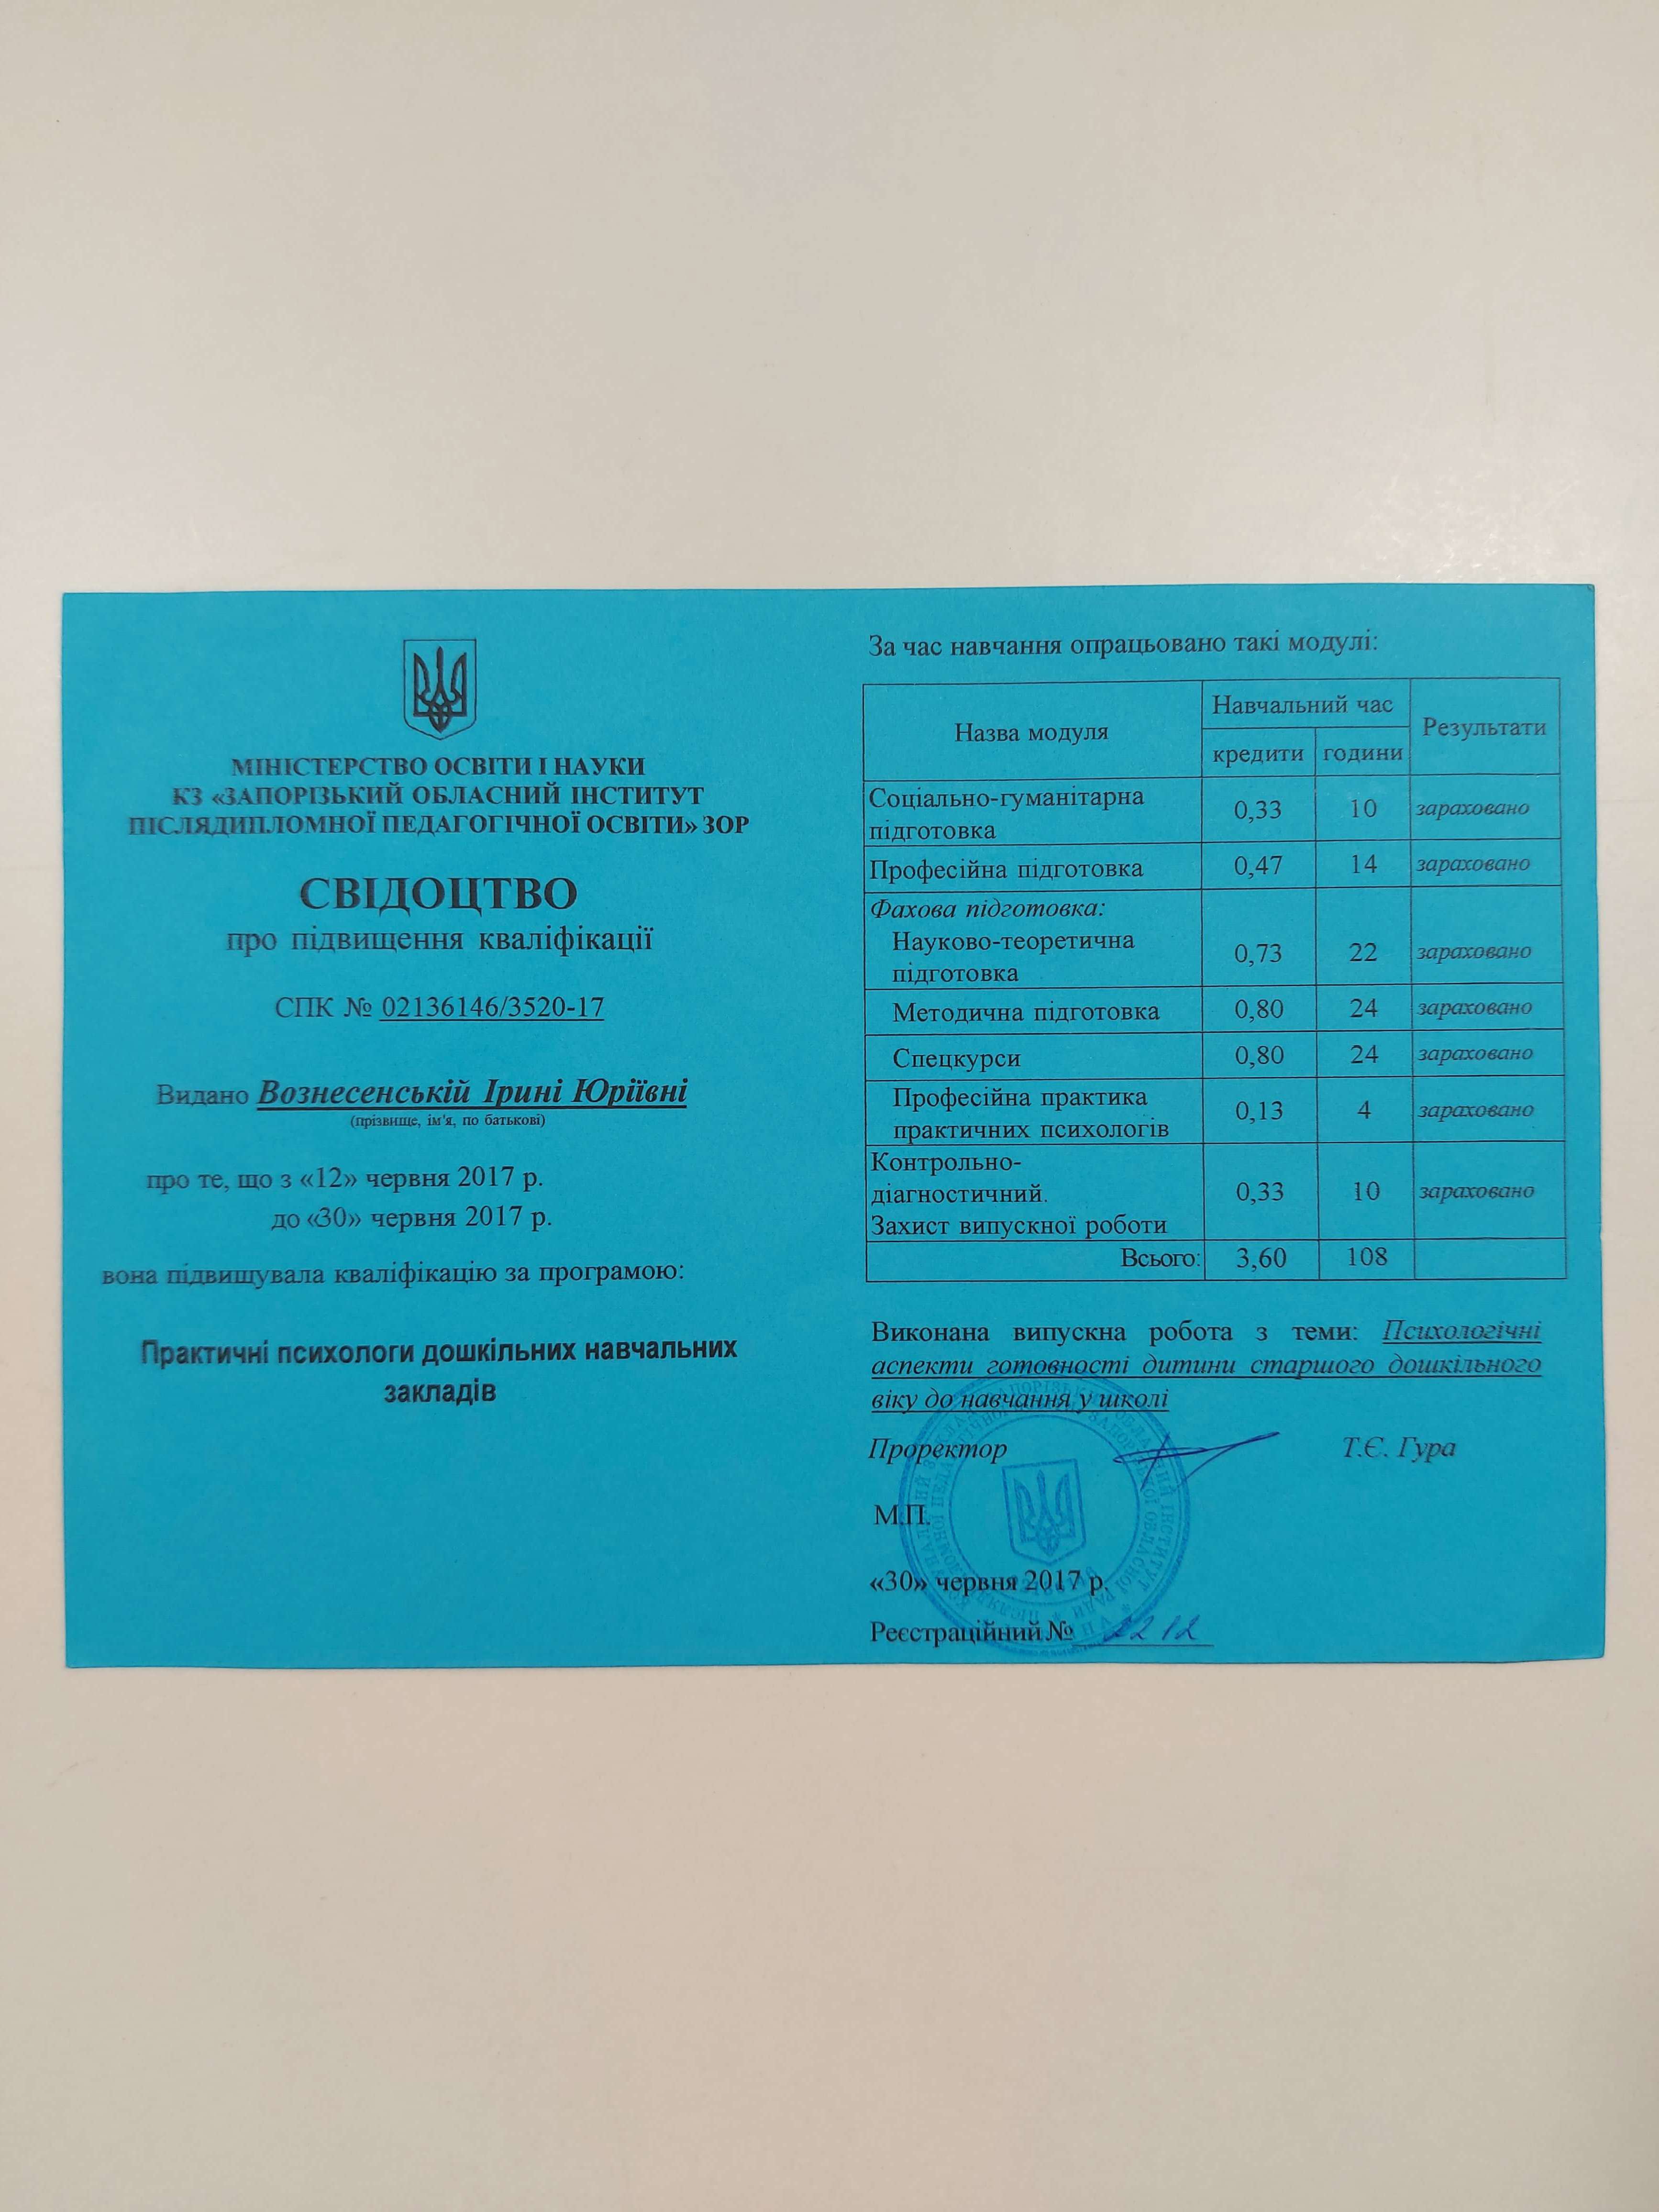 МІНІСТЕРСТВО ОСВІТИ І НАУКИ
КЗ «ЗАПОРІЗЬКИЙ ОБЛАСНИЙ ІНСТИТУТ
ПІСЛЯДИПЛОМНОЇ ПЕДАГОГІЧНОЇ ОСВІТИ» ЗОР
СВІДОЦТВО
про підвищення кваліфікації
СПК № 02136146/3520-17
Видано Вознесенській Ірині Юріївні
(прізвище, ім'я, по батькові)
про те, що з «12» червня 2017 р.
до «30» червня 2017 р.
вона підвищувала кваліфікацію за програмою:
Практичні психологи дошкільних навчальних
закладів
За час навчання опрацьовано такі модулі:
Назва модуля Навчальний час Результати
кредити години
Соціально-гуманітарна
підготовка 0,33 10 зараховано
Професійна підготовка 0,47 14 зараховано
Фахова підготовка:
Науково-теоретична
підготовка 0,73 22 зараховано
Методична підготовка 0,80 24 зараховано
Спецкурси 0,80 24 зараховано
Професійна практика
практичних психологів 0,13 4 зараховано
Контрольно-
діагностичний. 0,33 10 зараховано
Захист випускної роботи
Всього: 3,60 108
Виконана випускна робота з теми: Психологічні
аспекти готовності дитини старшого дошкільного
віку до навчання у школі
Проректор Т.Є. Гура
М.П.
«30» червня 2017 р.
Реєстраційний №